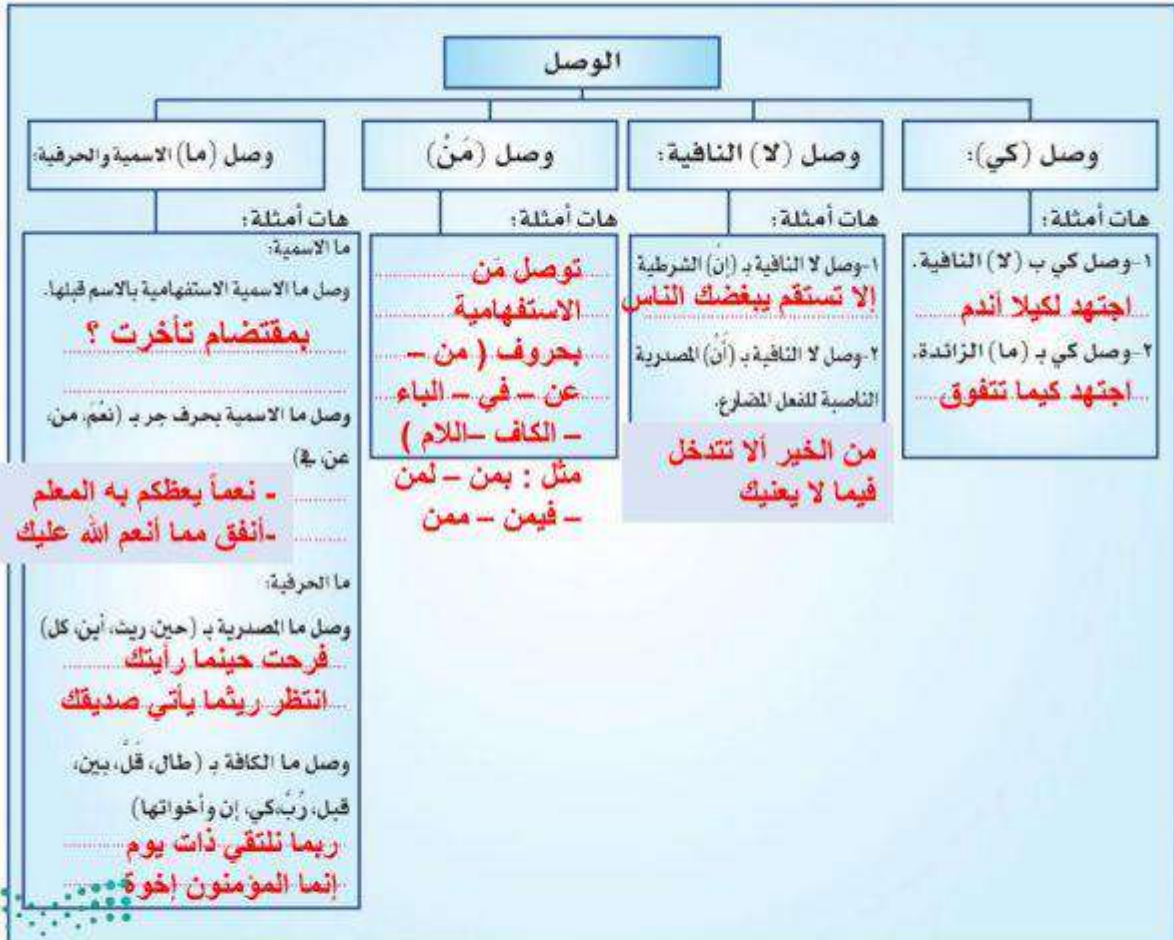 الوصل
وصل (كي):
هات أمثلة:
١-وصل كي ب (لا) النافية.
اجتهد لكيلا أندم
٢-وصل كي بـ (ما) الزائدة.
اجتهد كيما تتفوق
وصل (لا) النافية:
هات أمثلة:
١-وصل لا النافية بـ (إن) الشرطية
إلا تستقم يبغضك الناس
٢-وصل لا النافية بـ (أنْ) المصدرية
الناصبة للفعل المضارع.
من الخير ألا تتدخل
فيما لا يعنيك
وصل (مَنْ)
هات أمثلة:
توصل مَن
الاستفهامية
بحروف ( من –
عن – في – الباء
– الكاف –اللام )
مثل : بمن – لمن
– فيمن – ممن
وصل (ما) الاسمية والحرفية:
هات أمثلة:
ما الاسمية:
وصل ما الاسمية الاستفهامية بالاسم قبلها.
بمقتضام تأخرت ؟
وصل ما الاسمية بحرف جر بـ (نعْمَ، من،
عن، في)
- نعماً يعظكم به المعلم
-أنفق مما أنعم الله عليك
ما الحرفية:
وصل ما المصدرية بـ (حين، ريث، أين، كل)
فرحت حينما رأيتك
انتظر ريثما يأتي صديقك
وصل ما الكافة بـ (طال، قلَّ، بين،
قبل، رُبَّ، كي، إن وأخواتها)
ربما نلتقي ذات يوم
إنما المؤمنون إخوة